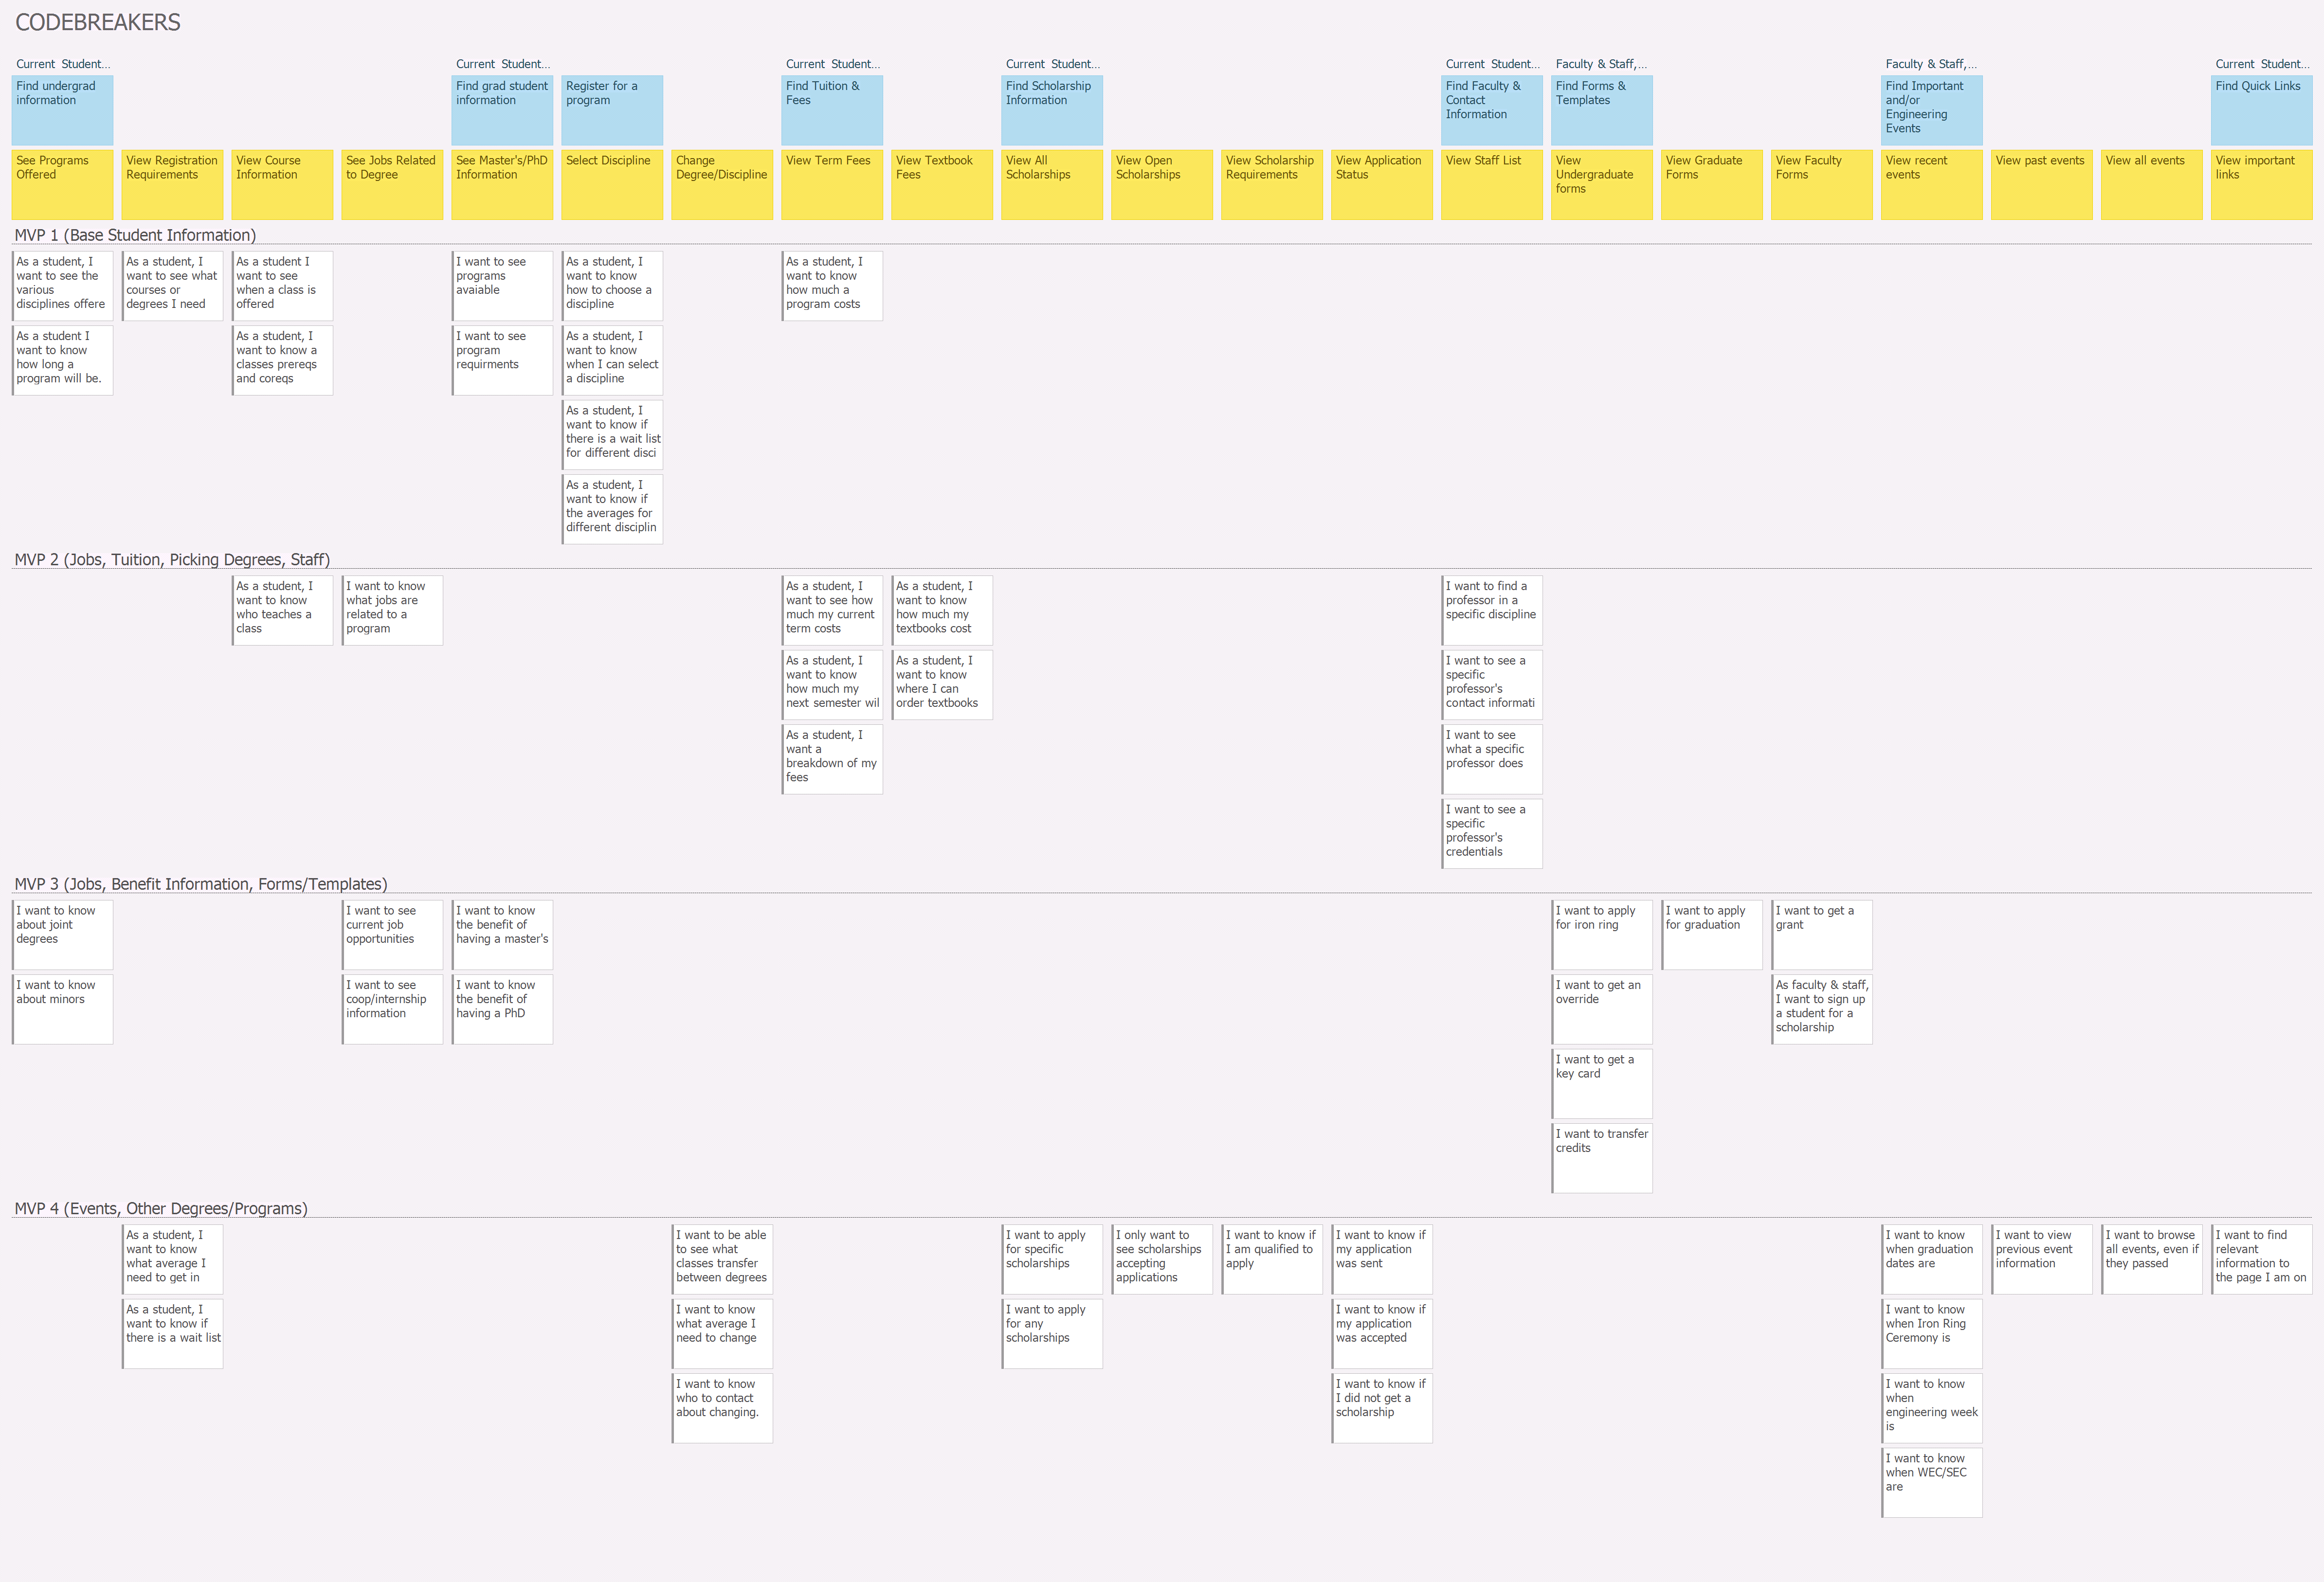 CODEBREAKERS
Current  Student...
Current  Student...
Current  Student...
Current  Student...
Current  Student...
Faculty & Staff,...
Faculty & Staff,...
Current  Student...
Find undergrad
information
Find grad student
information
Register for a
program
Find Tuition &
Fees
Find Scholarship
Information
Find Faculty &
Contact
Information
Find Forms &
Templates
Find Important
and/or
Engineering
Events
Find Quick Links
See Programs
Offered
View Registration
Requirements
View Course
Information
See Jobs Related
to Degree
See Master's/PhD
Information
Select Discipline
Change
Degree/Discipline
View Term Fees
View Textbook
Fees
View All
Scholarships
View Open
Scholarships
View Scholarship
Requirements
View Application
Status
View Staff List
View
Undergraduate
forms
View Graduate
Forms
View Faculty
Forms
View recent
events
View past events
View all events
View important
links
MVP 1 (Base Student Information)
As a student, I
want to see the
various
disciplines offere
As a student, I
want to see what
courses or
degrees I need
As a student I
want to see
when a class is
offered
I want to see
programs
avaiable
As a student, I
want to know
how to choose a
discipline
As a student, I
want to know
how much a
program costs
As a student I
want to know
how long a
program will be.
As a student, I
want to know a
classes prereqs
and coreqs
I want to see
program
requirments
As a student, I
want to know
when I can select
a discipline
As a student, I
want to know if
there is a wait list
for different disci
As a student, I
want to know if
the averages for
different disciplin
MVP 2 (Jobs, Tuition, Picking Degrees, Staff)
As a student, I
want to know
who teaches a
class
I want to know
what jobs are
related to a
program
As a student, I
want to see how
much my current
term costs
As a student, I
want to know
how much my
textbooks cost
I want to find a
professor in a
specific discipline
As a student, I
want to know
how much my
next semester wil
As a student, I
want to know
where I can
order textbooks
I want to see a
specific
professor's
contact informati
As a student, I
want a
breakdown of my
fees
I want to see
what a specific
professor does
I want to see a
specific
professor's
credentials
MVP 3 (Jobs, Benefit Information, Forms/Templates)
I want to know
about joint
degrees
I want to see
current job
opportunities
I want to know
the benefit of
having a master's
I want to apply
for iron ring
I want to apply
for graduation
I want to get a
grant
I want to know
about minors
I want to see
coop/internship
information
I want to know
the benefit of
having a PhD
I want to get an
override
As faculty & staff,
I want to sign up
a student for a
scholarship
I want to get a
key card
I want to transfer
credits
MVP 4 (Events, Other Degrees/Programs)
As a student, I
want to know
what average I
need to get in
I want to be able
to see what
classes transfer
between degrees
I want to apply
for specific
scholarships
I only want to
see scholarships
accepting
applications
I want to know if
I am qualified to
apply
I want to know if
my application
was sent
I want to know
when graduation
dates are
I want to view
previous event
information
I want to browse
all events, even if
they passed
I want to find
relevant
information to
the page I am on
As a student, I
want to know if
there is a wait list
I want to know
what average I
need to change
I want to apply
for any
scholarships
I want to know if
my application
was accepted
I want to know
when Iron Ring
Ceremony is
I want to know
who to contact
about changing.
I want to know if
I did not get a
scholarship
I want to know
when
engineering week
is
I want to know
when WEC/SEC
are